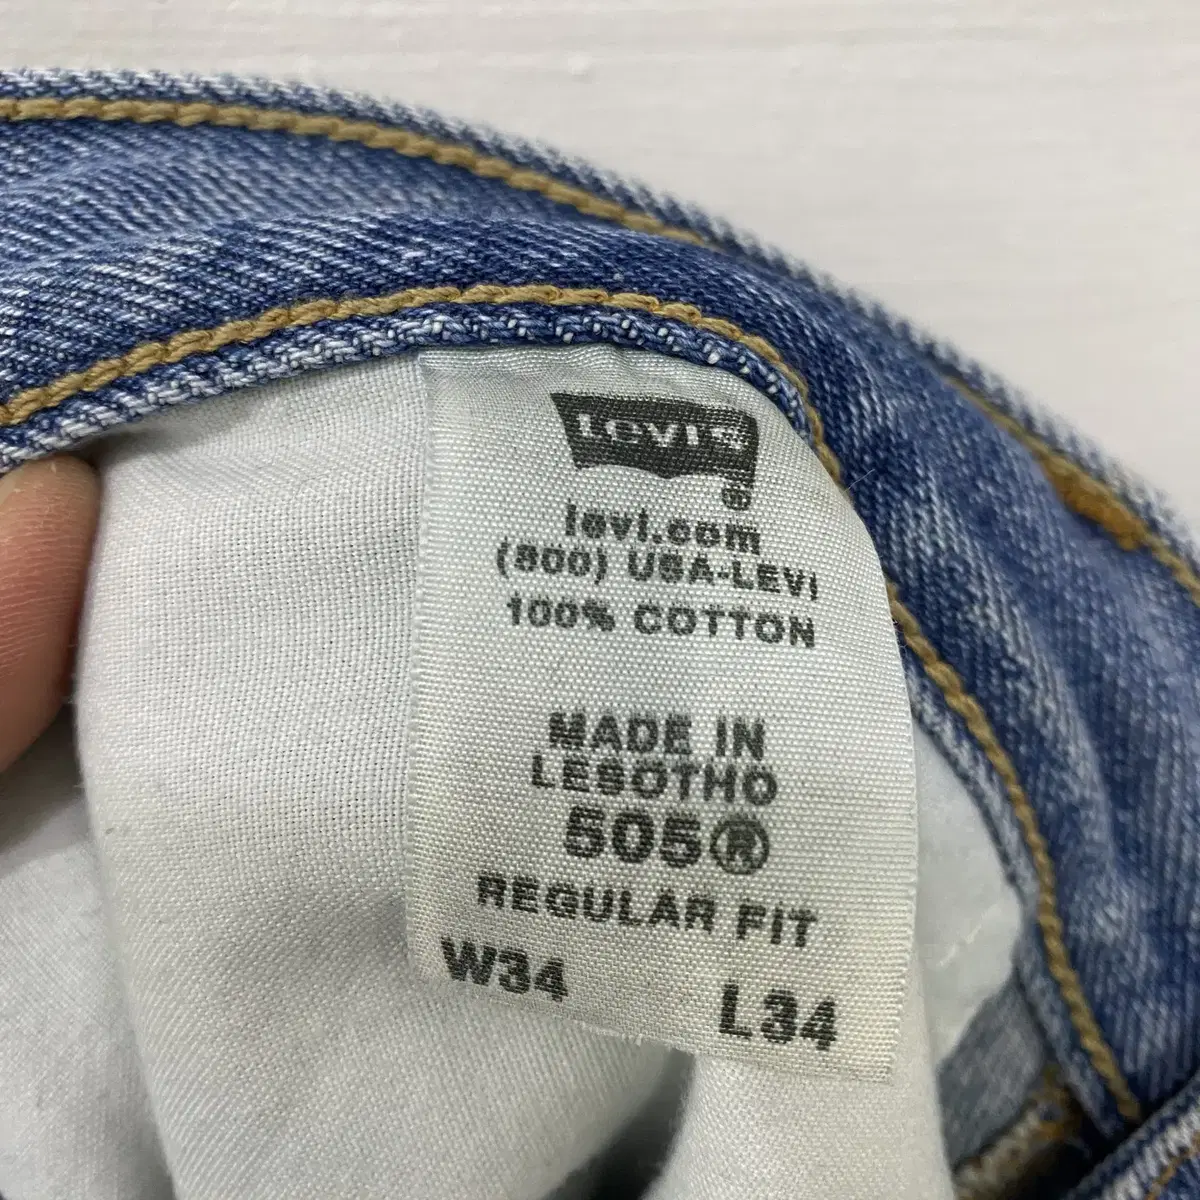 Levi's
®
levi.com
(800) USA-LEVI
100% COTTON
MADE IN
LESOTHO
505®
REGULAR FIT
W34 L34